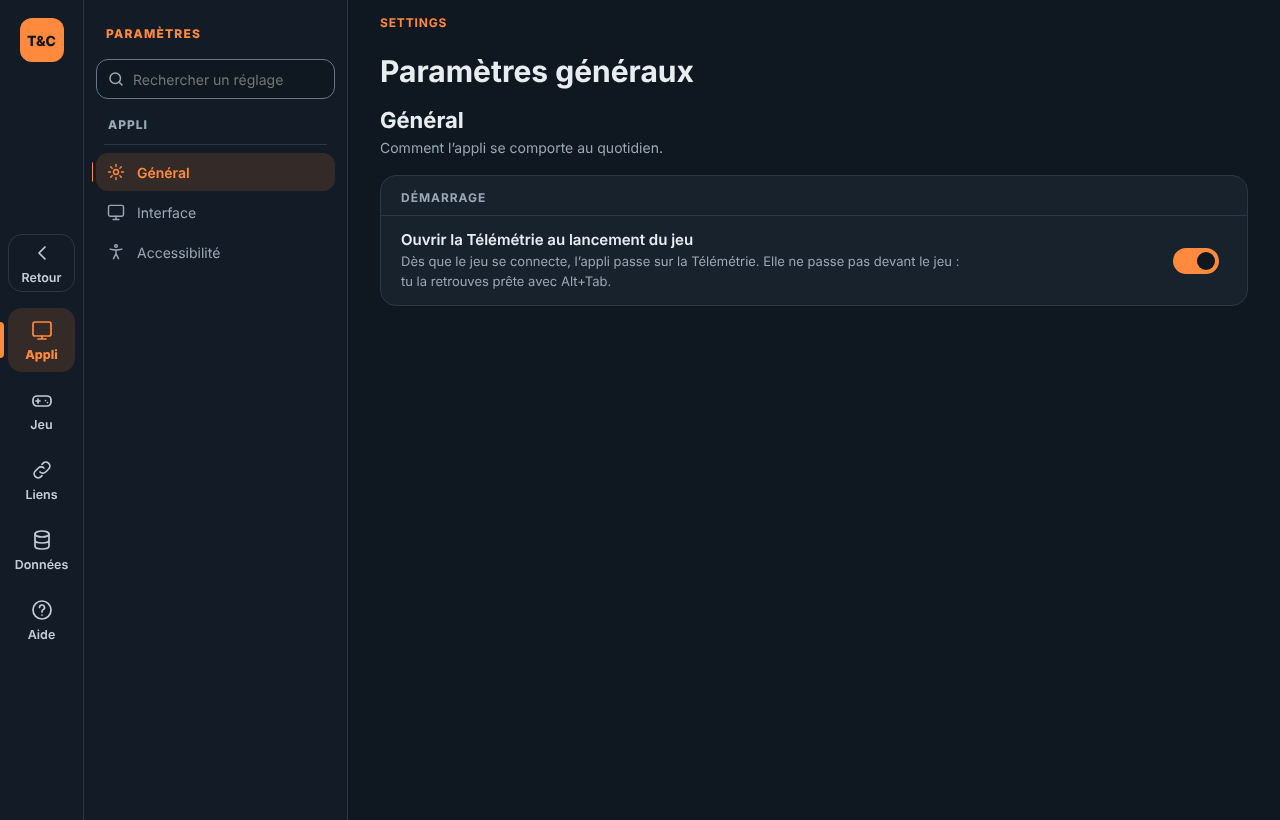 T&C
Retour
Appli
Jeu
Liens
Données
Aide
PARAMÈTRES
Rechercher un réglage
APPLI
Général
Interface
Accessibilité
SETTINGS
Paramètres généraux
Général
Comment l’appli se comporte au quotidien.
DÉMARRAGE
Ouvrir la Télémétrie au lancement du jeu
Dès que le jeu se connecte, l’appli passe sur la Télémétrie. Elle ne passe pas devant le jeu :
tu la retrouves prête avec Alt+Tab.